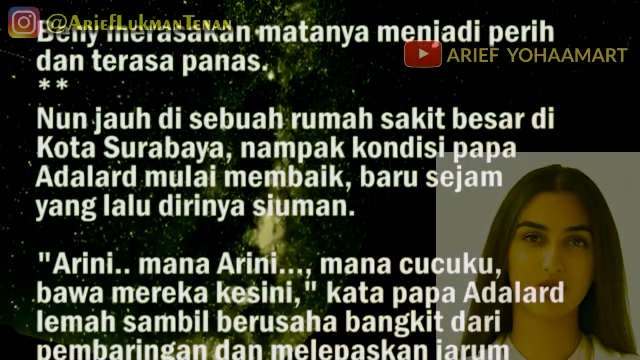 @AriefLukmanTenan
Beny merasakan matanya menjadi perih
ARIEF YOHAAMART
dan terasa panas.
**
Nun jauh di sebuah rumah sakit besar di
Kota Surabaya, nampak kondisi papa
Adalard mulai membaik, baru sejam
yang lalu dirinya siuman.
"Arini.. mana Arini..., mana cucuku,
bawa mereka kesini," kata papa Adalard
lemah sambil berusaha bangkit dari
pembaringan dan melepaskan jarum